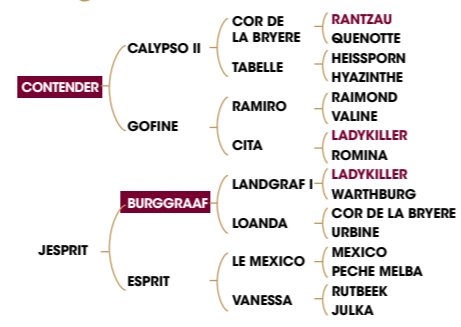 COR DE
LA BRYERE
RANTZAU
QUENOTTE
CALYPSO II
TABELLE
HEISSPORN
HYAZINTHE
CONTENDER
RAMIRO
RAIMOND
VALINE
GOFINE
CITA
LADYKILLER
ROMINA
LANDGRAF I
LADYKILLER
WARTHBURG
BURGGRAAF
LOANDA
COR DE LA BRYERE
URBINE
JESPRIT
LE MEXICO
MEXICO
PECHE MELBA
ESPRIT
VANESSA
RUTBEEK
JULKA